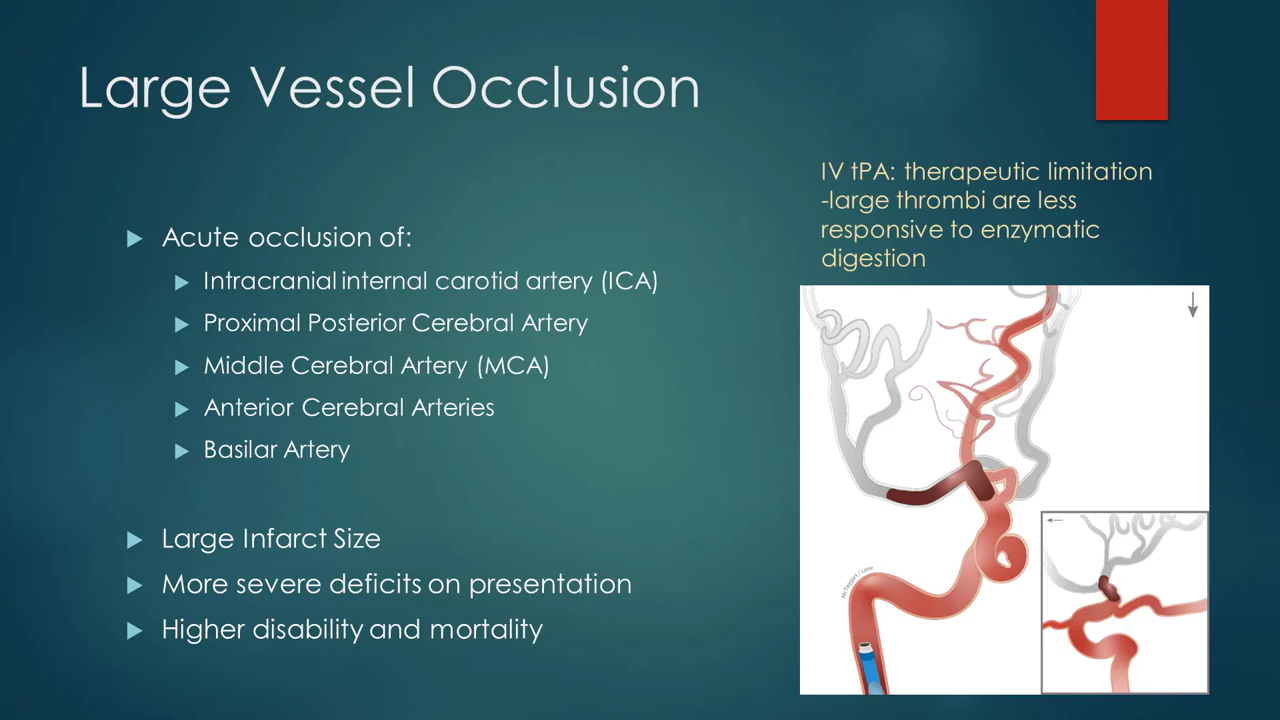 Large Vessel Occlusion
IV tPA: therapeutic limitation
-large thrombi are less
responsive to enzymatic
digestion
Acute occlusion of:
Intracranial internal carotid artery (ICA)
Proximal Posterior Cerebral Artery
Middle Cerebral Artery (MCA)
Anterior Cerebral Arteries
Basilar Artery
Large Infarct Size
More severe deficits on presentation
Higher disability and mortality
McTaggart / Lane